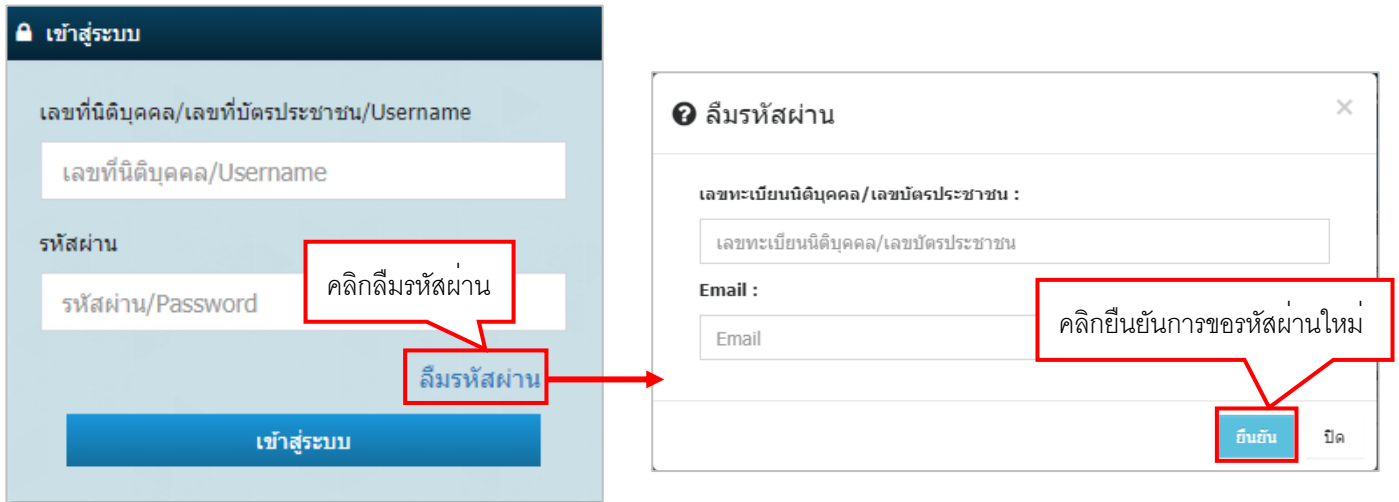 เข้าสู่ระบบ
เลขที่นิติบุคคล/เลขที่บัตรประชาชน/Username
เลขที่นิติบุคคล/Username
รหัสผ่าน
รหัสผ่าน/Password
คลิกลืมรหัสผ่าน
ลืมรหัสผ่าน
เข้าสู่ระบบ
ลืมรหัสผ่าน
×
เลขทะเบียนนิติบุคคล/เลขบัตรประชาชน :
เลขทะเบียนนิติบุคคล/เลขบัตรประชาชน
Email :
Email
คลิกยืนยันการขอรหัสผ่านใหม่
ยืนยัน
ปิด